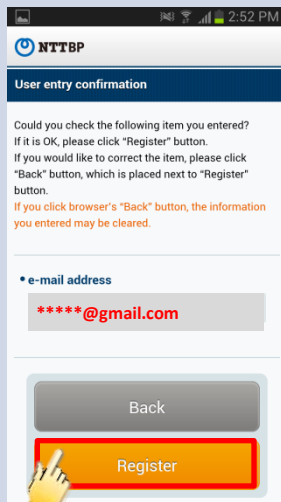 2:52 PM
NTTBP
User entry confirmation
Could you check the following item you entered?
If it is OK, please click “Register” button.
If you would like to correct the item, please click
“Back” button, which is placed next to “Register”
button.
If you click browser's “Back” button, the information
you entered may be cleared.
• e-mail address
*****@gmail.com
Back
Register